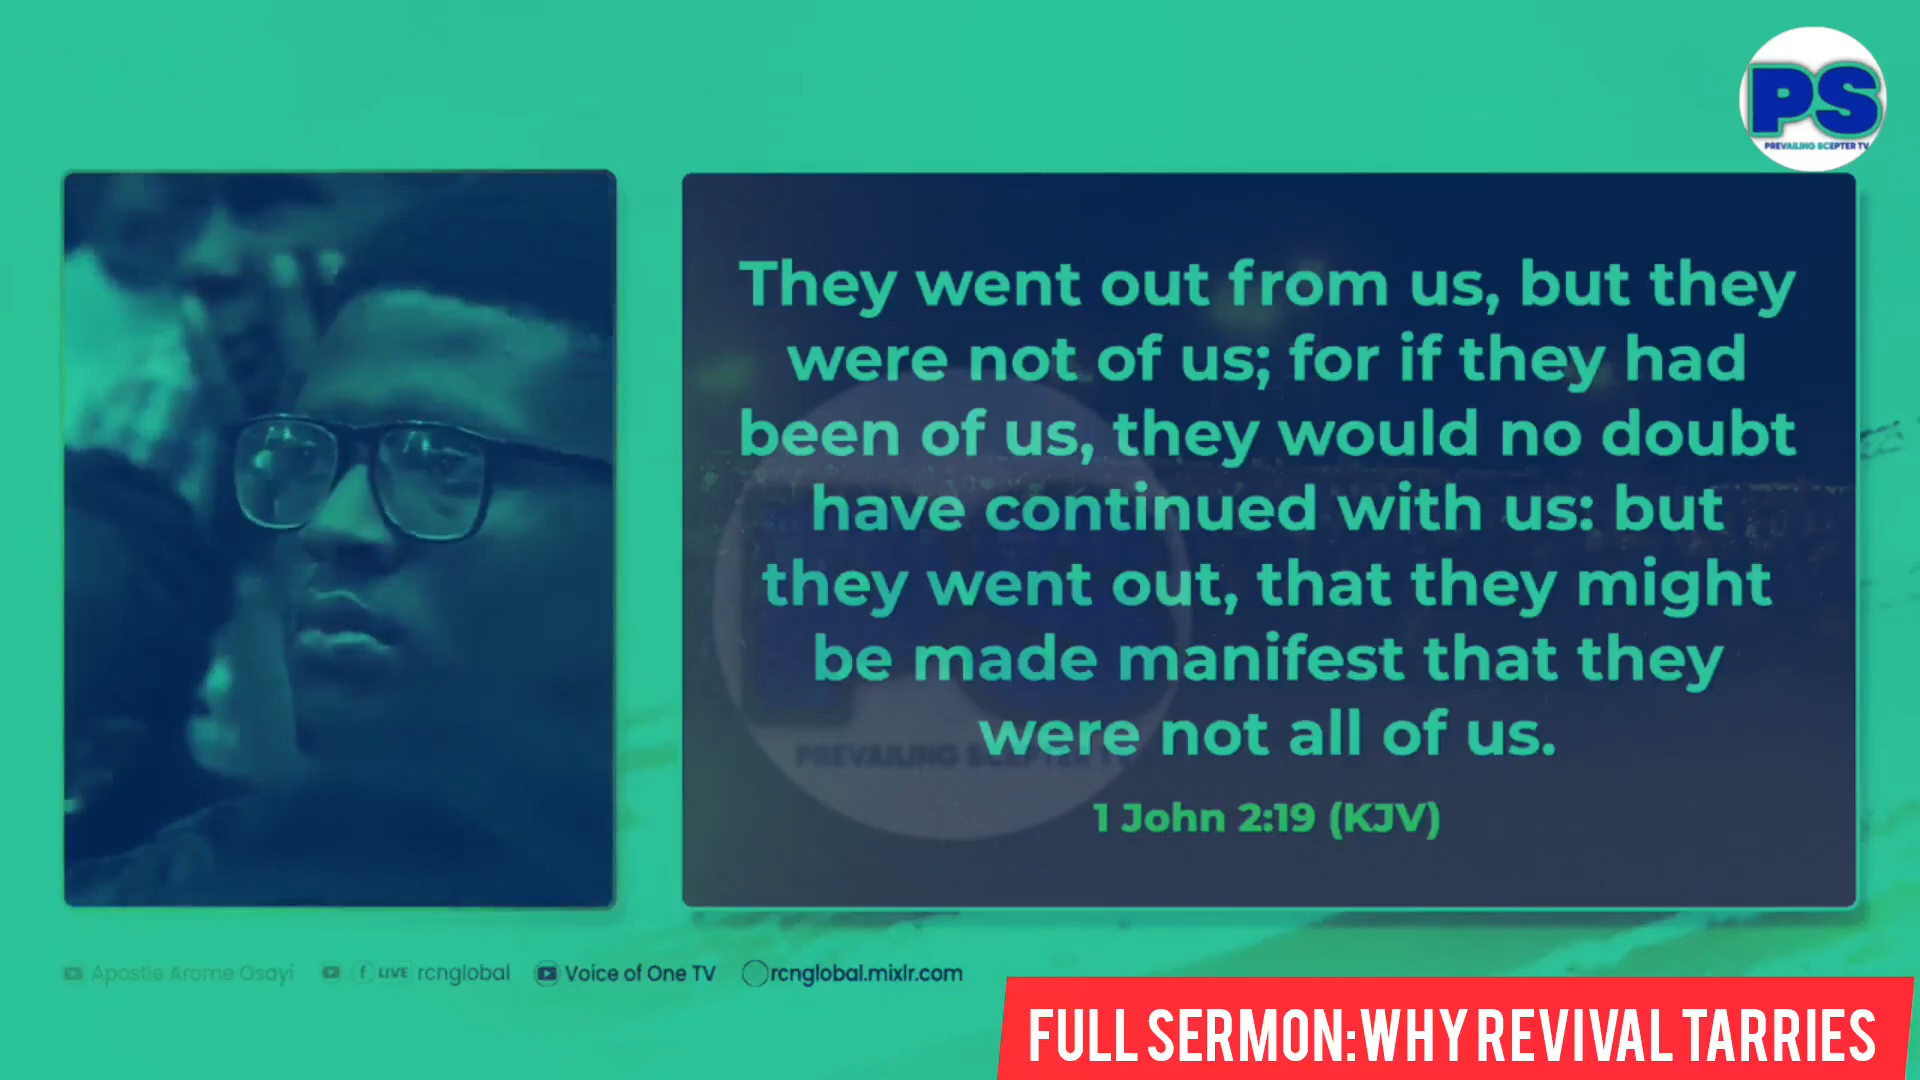 PS
PREVAILING SCEPTER TV
They went out from us, but they
were not of us; for if they had
been of us, they would no doubt
have continued with us: but
they went out, that they might
be made manifest that they
were not all of us.
PREVAILING SCEPTER TV
1 John 2:19 (KJV)
Apostle Arome Osayi f LIVE rcnglobal Voice of One TV rcnglobal.mixlr.com
FULL SERMON:WHY REVIVAL TARRIES